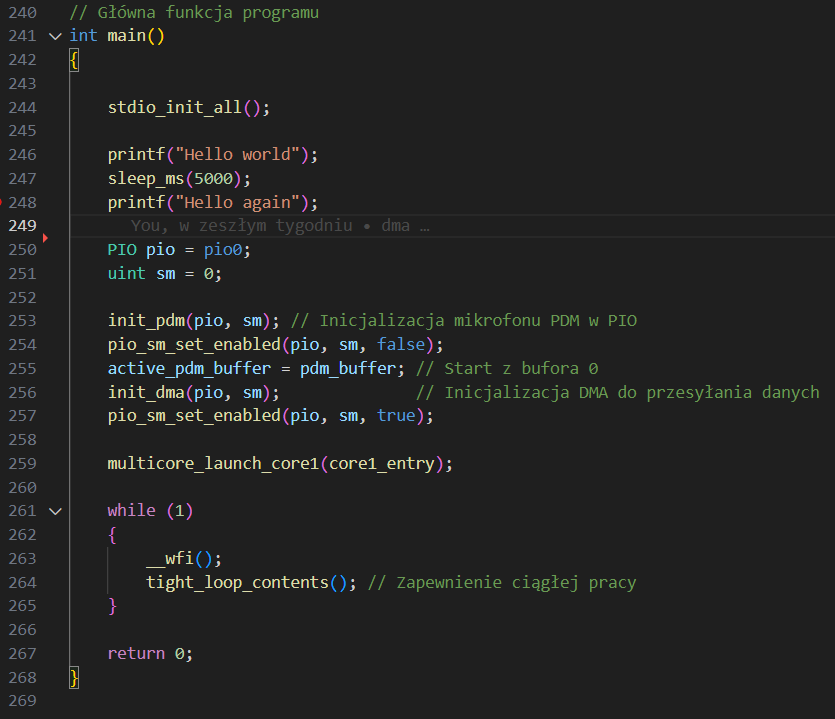 240 // Główna funkcja programu
241 int main()
242 {
243
244 stdio_init_all();
245
246 printf("Hello world");
247 sleep_ms(5000);
248 printf("Hello again");
249 You, w zeszłym tygodniu • dma …
250 PIO pio = pio0;
251 uint sm = 0;
252
253 init_pdm(pio, sm); // Inicjalizacja mikrofonu PDM w PIO
254 pio_sm_set_enabled(pio, sm, false);
255 active_pdm_buffer = pdm_buffer; // Start z bufora 0
256 init_dma(pio, sm); // Inicjalizacja DMA do przesyłania danych
257 pio_sm_set_enabled(pio, sm, true);
258
259 multicore_launch_core1(core1_entry);
260
261 while (1)
262 {
263 __wfi();
264 tight_loop_contents(); // Zapewnienie ciągłej pracy
265 }
266
267 return 0;
268 }
269